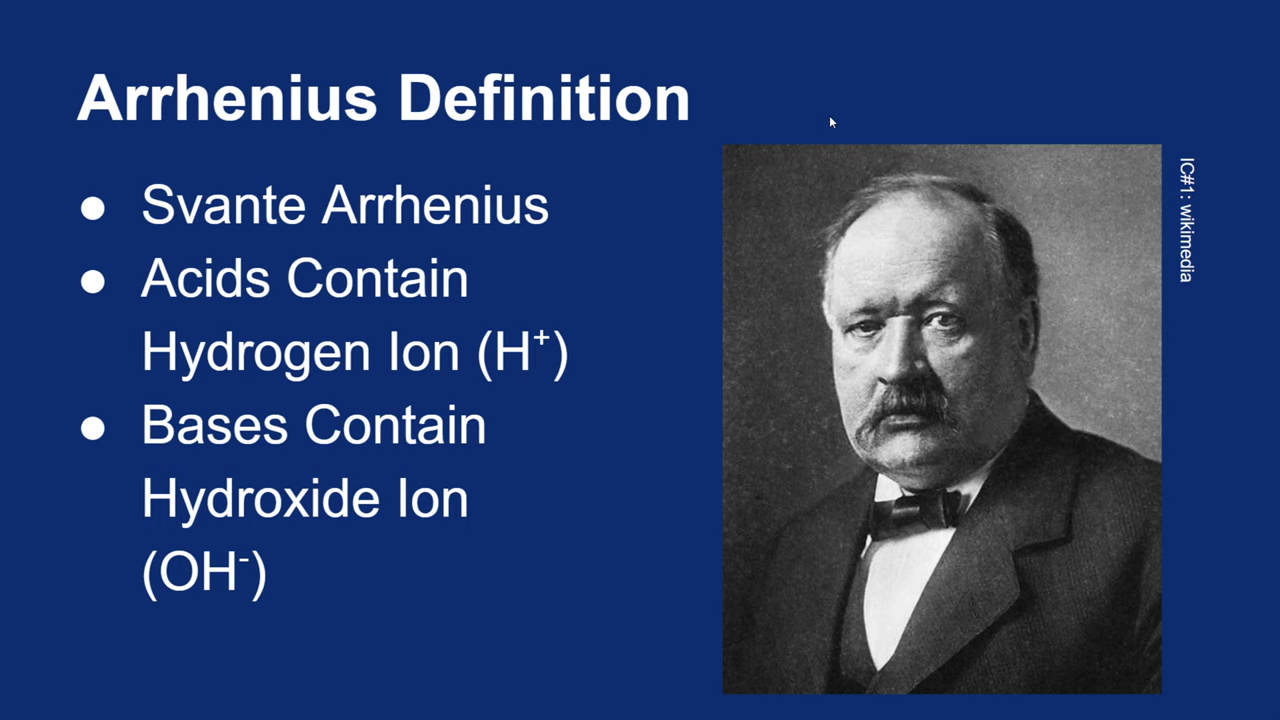 Arrhenius Definition
● Svante Arrhenius
● Acids Contain
Hydrogen Ion (H⁺)
● Bases Contain
Hydroxide Ion
(OH⁻)
IC#1: wikimedia